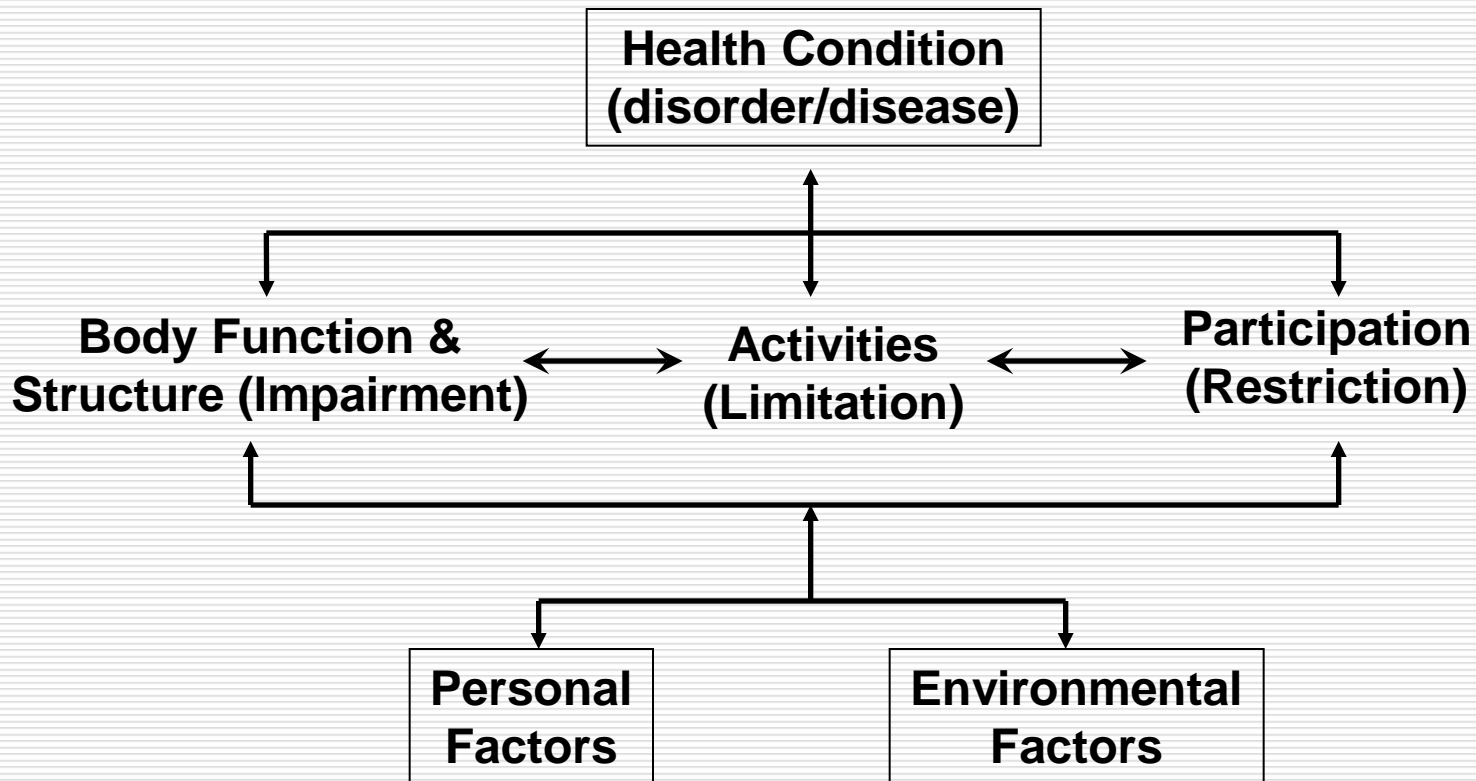 Health Condition
(disorder/disease)
Body Function &
Structure (Impairment)
Activities
(Limitation)
Participation
(Restriction)
Personal
Factors
Environmental
Factors